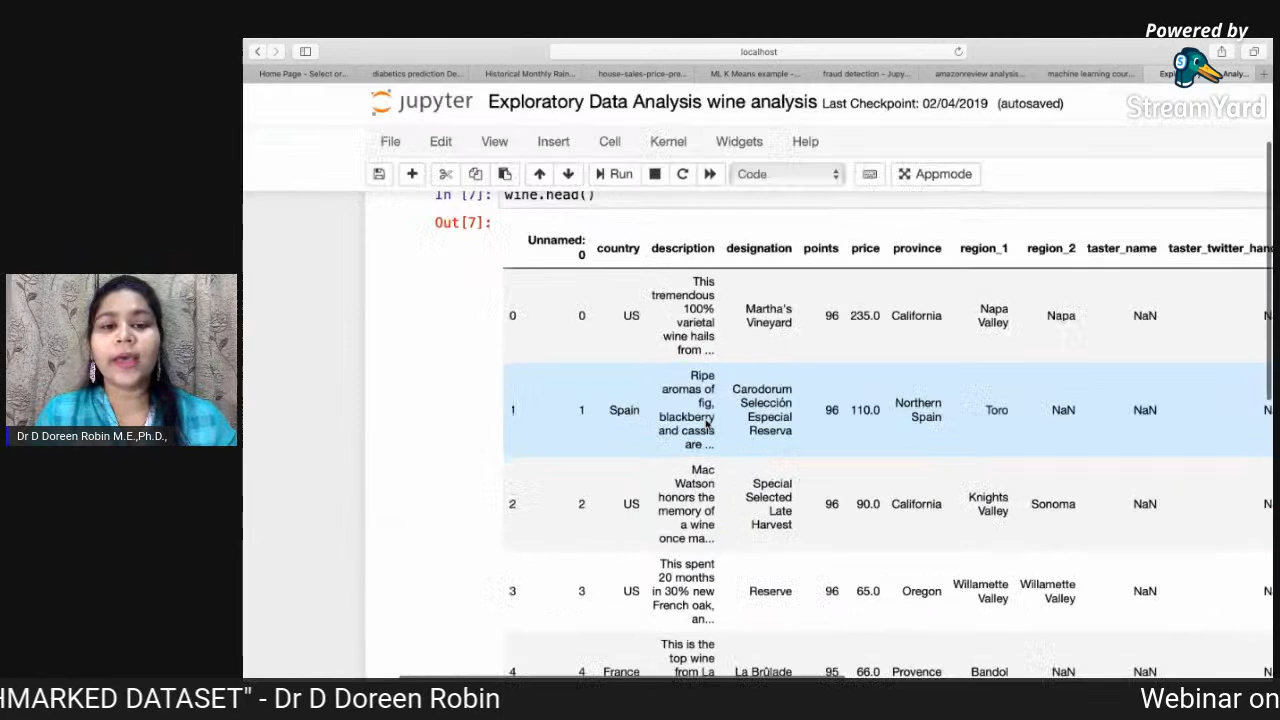 Powered by
StreamYard
localhost
Home Page - Select or...
diabetics prediction De...
Historical Monthly Rain...
house-sales-price-pre...
ML K Means example -...
fraud detection - Jupy...
amazonreview analysis...
machine learning cour...
jupyter Exploratory Data Analysis wine analysis Last Checkpoint: 02/04/2019 (autosaved)
File Edit View Insert Cell Kernel Widgets Help
Run Code Appmode
In [7]: wine.head()
Out[7]:
Unnamed: 0 country description designation points price province region_1 region_2 taster_name taster_twitter_han
0 0 US This tremendous 100% varietal wine hails from ... Martha's Vineyard 96 235.0 California Napa Valley Napa NaN N
1 1 Spain Ripe aromas of fig, blackberry and cassis are ... Carodorum Selección Especial Reserva 96 110.0 Northern Spain Toro NaN NaN N
2 2 US Mac Watson honors the memory of a wine once ma... Special Selected Late Harvest 96 90.0 California Knights Valley Sonoma NaN N
3 3 US This spent 20 months in 30% new French oak, an... Reserve 96 65.0 Oregon Willamette Valley Willamette Valley NaN N
4 4 France This is the top wine from La La Brûlade 95 66.0 Provence Bandol NaN NaN N
Dr D Doreen Robin M.E.,Ph.D.,
HMARKED DATASET" - Dr D Doreen Robin
Webinar on